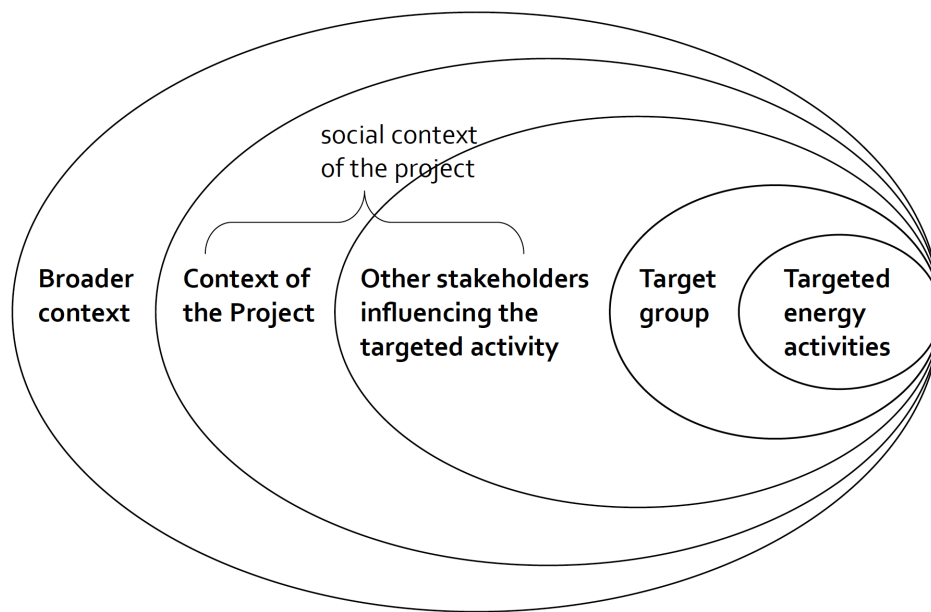 social context
of the project
Broader
context
Context of
the Project
Other stakeholders
influencing the
targeted activity
Target
group
Targeted
energy
activities